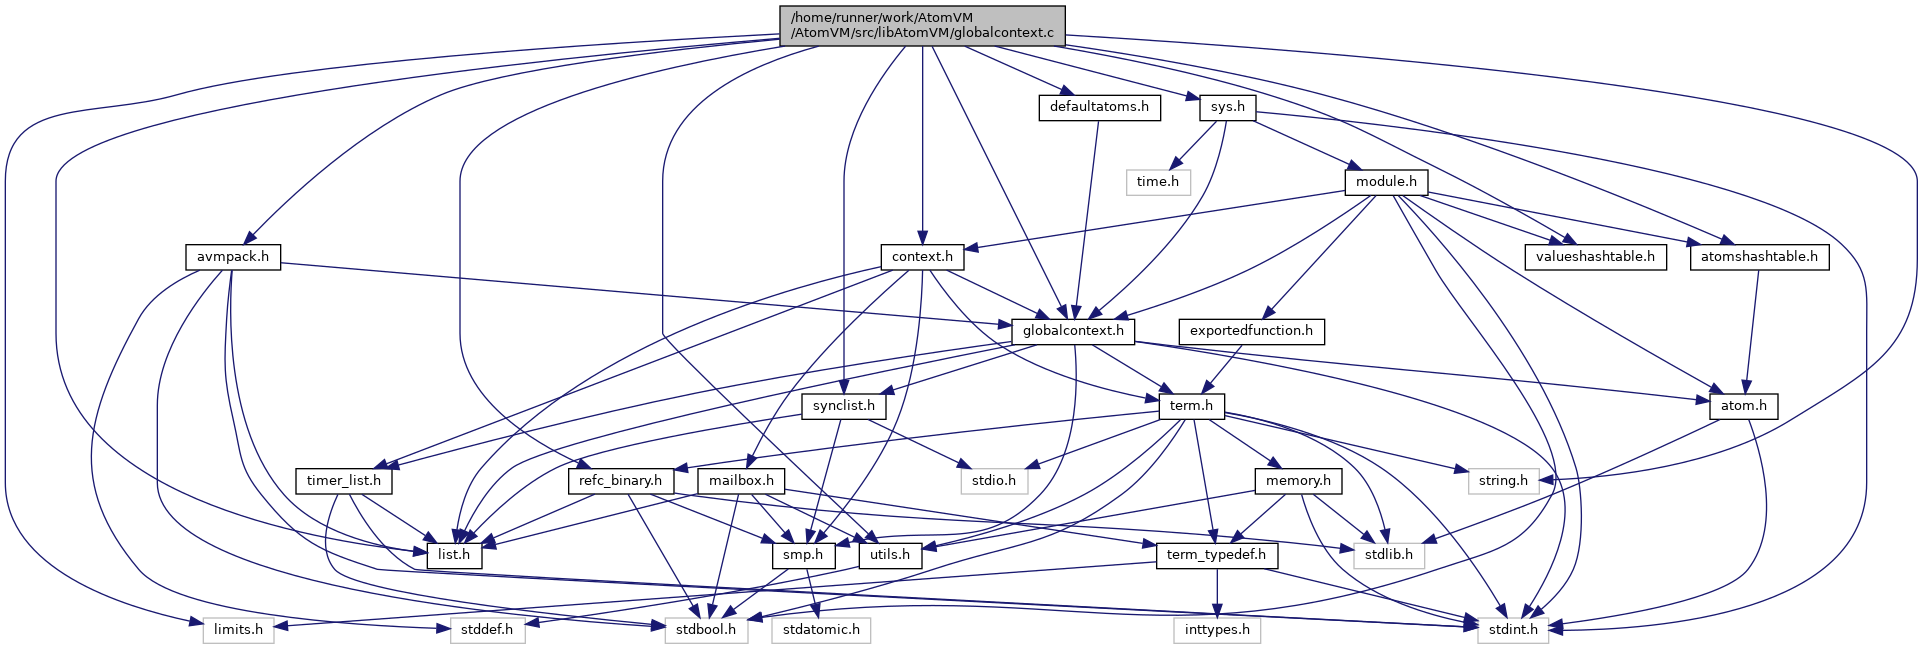 /home/runner/work/AtomVM
/AtomVM/src/libAtomVM/globalcontext.c
defaultatoms.h
sys.h
time.h
module.h
avmpack.h
context.h
valueshashtable.h
atomshashtable.h
globalcontext.h
exportedfunction.h
synclist.h
term.h
atom.h
timer_list.h
refc_binary.h
mailbox.h
stdio.h
memory.h
string.h
list.h
smp.h
utils.h
term_typedef.h
stdlib.h
limits.h
stddef.h
stdbool.h
stdatomic.h
inttypes.h
stdint.h